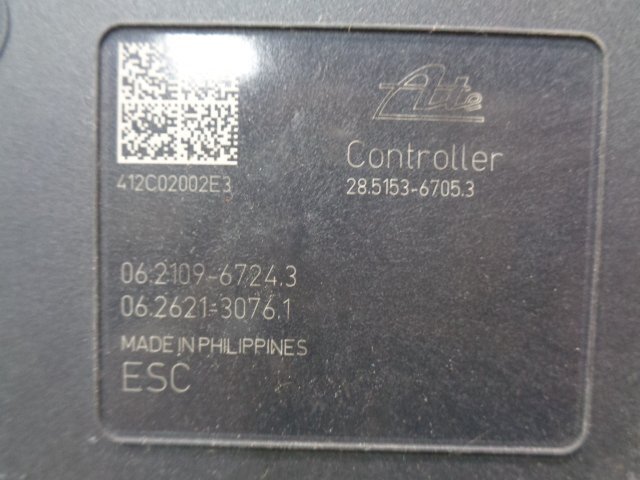 Ate
Controller
28.5153-6705.3
412C02002E3
06.2109-6724.3
06.2621-3076.1
MADE IN PHILIPPINES
ESC